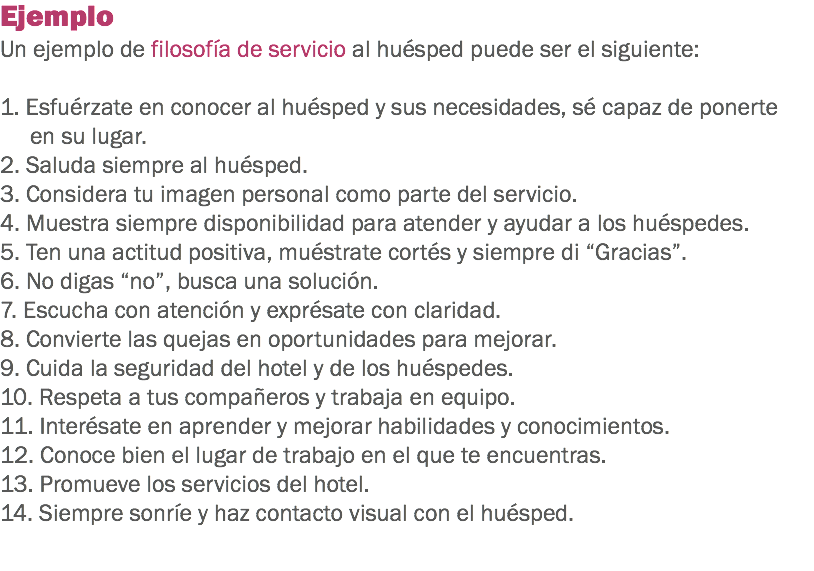 Ejemplo
Un ejemplo de filosofía de servicio al huésped puede ser el siguiente:
1. Esfuérzate en conocer al huésped y sus necesidades, sé capaz de ponerte
en su lugar.
2. Saluda siempre al huésped.
3. Considera tu imagen personal como parte del servicio.
4. Muestra siempre disponibilidad para atender y ayudar a los huéspedes.
5. Ten una actitud positiva, muéstrate cortés y siempre di “Gracias”.
6. No digas “no”, busca una solución.
7. Escucha con atención y exprésate con claridad.
8. Convierte las quejas en oportunidades para mejorar.
9. Cuida la seguridad del hotel y de los huéspedes.
10. Respeta a tus compañeros y trabaja en equipo.
11. Interésate en aprender y mejorar habilidades y conocimientos.
12. Conoce bien el lugar de trabajo en el que te encuentras.
13. Promueve los servicios del hotel.
14. Siempre sonríe y haz contacto visual con el huésped.